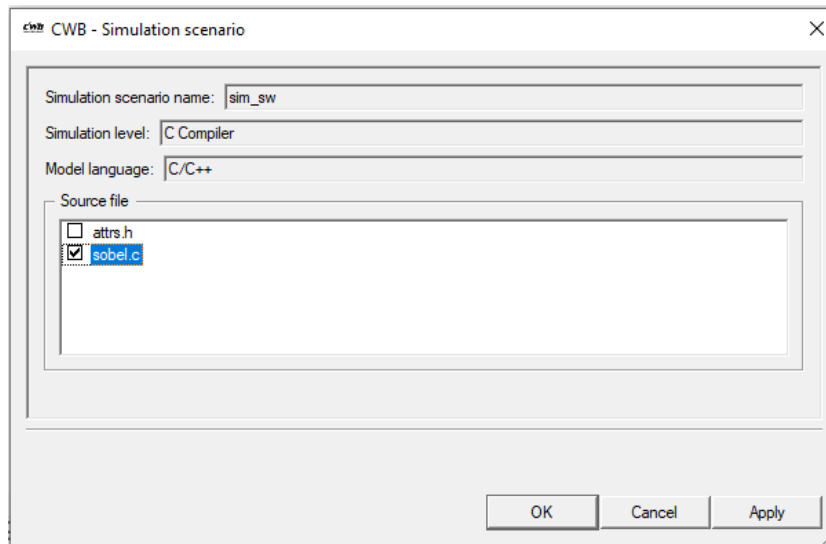 CWB CWB - Simulation scenario
Simulation scenario name: sim_sw
Simulation level: C Compiler
Model language: C/C++
Source file
attrs.h
sobel.c
OK Cancel Apply